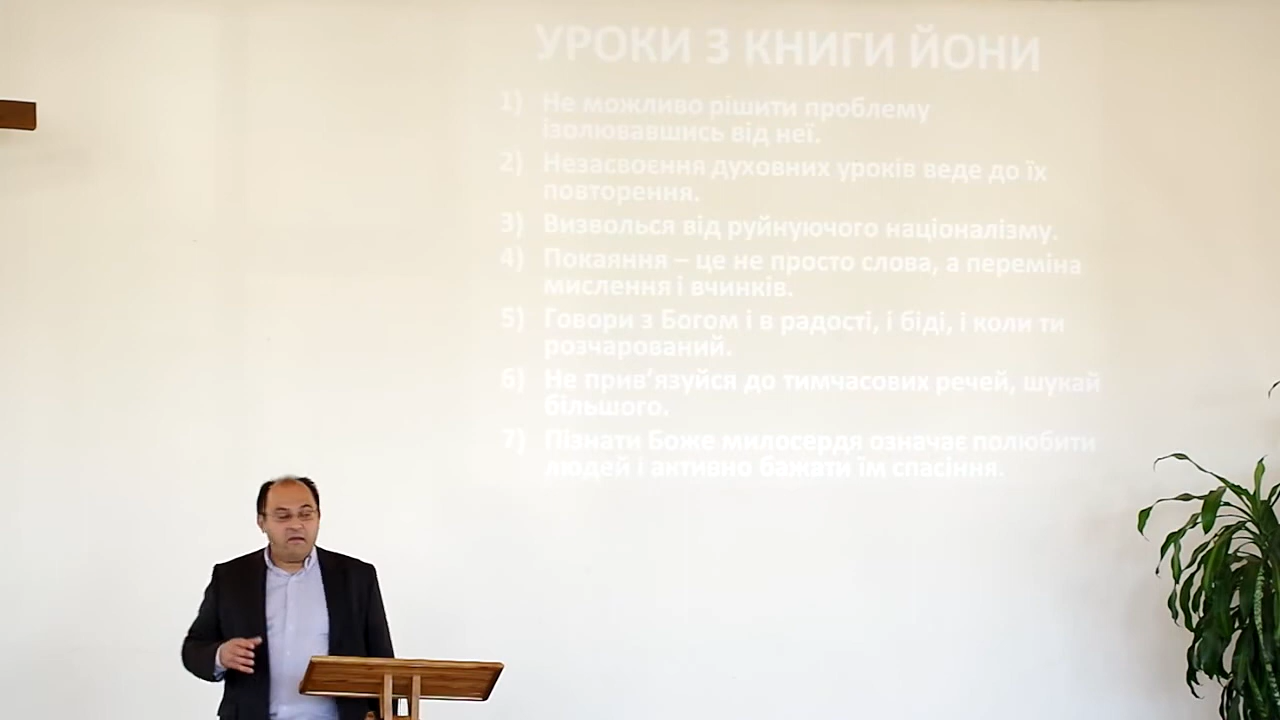 УРОКИ З КНИГИ ЙОНИ
1) Не можливо рішити проблему
ізолювавшись від неї.
2) Незасвоєння духовних уроків веде до їх
повторення.
3) Визволься від руйнуючого націоналізму.
4) Покаяння – це не просто слова, а переміна
мислення і вчинків.
5) Говори з Богом і в радості, і біді, і коли ти
розчарований.
6) Не прив'язуйся до тимчасових речей, шукай
більшого.
7) Пізнати Боже милосердя означає полюбити
людей і активно бажати їм спасіння.